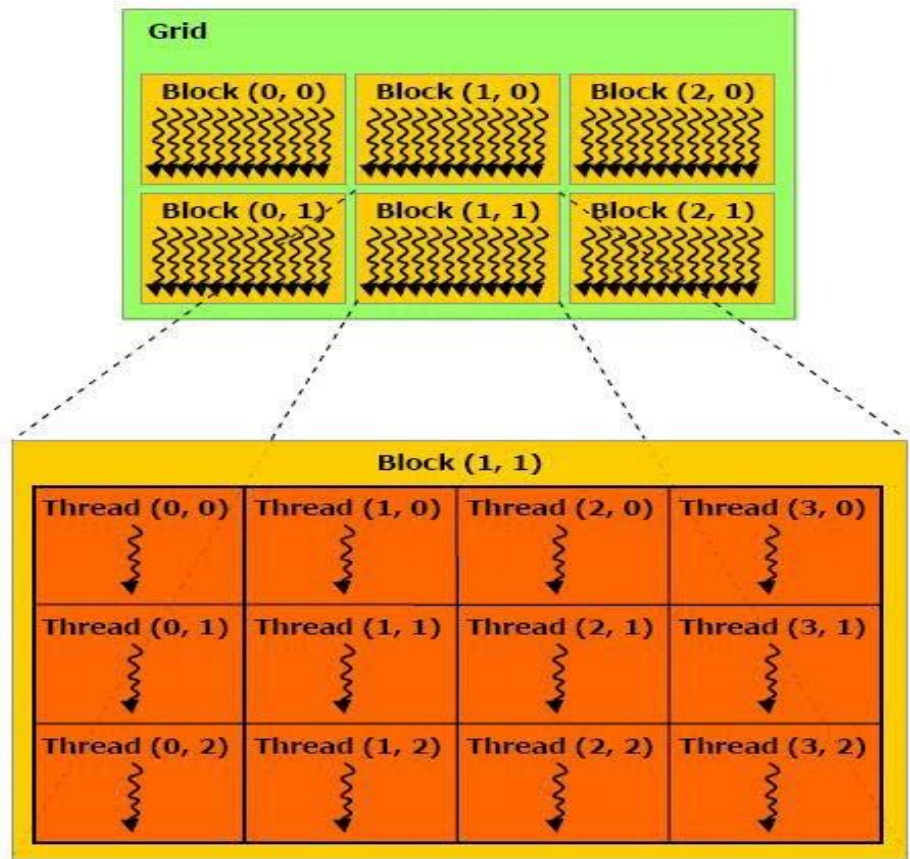 Grid
Block (0, 0) Block (1, 0) Block (2, 0)
Block (0, 1) Block (1, 1) Block (2, 1)
Block (1, 1)
Thread (0, 0) Thread (1, 0) Thread (2, 0) Thread (3, 0)
Thread (0, 1) Thread (1, 1) Thread (2, 1) Thread (3, 1)
Thread (0, 2) Thread (1, 2) Thread (2, 2) Thread (3, 2)